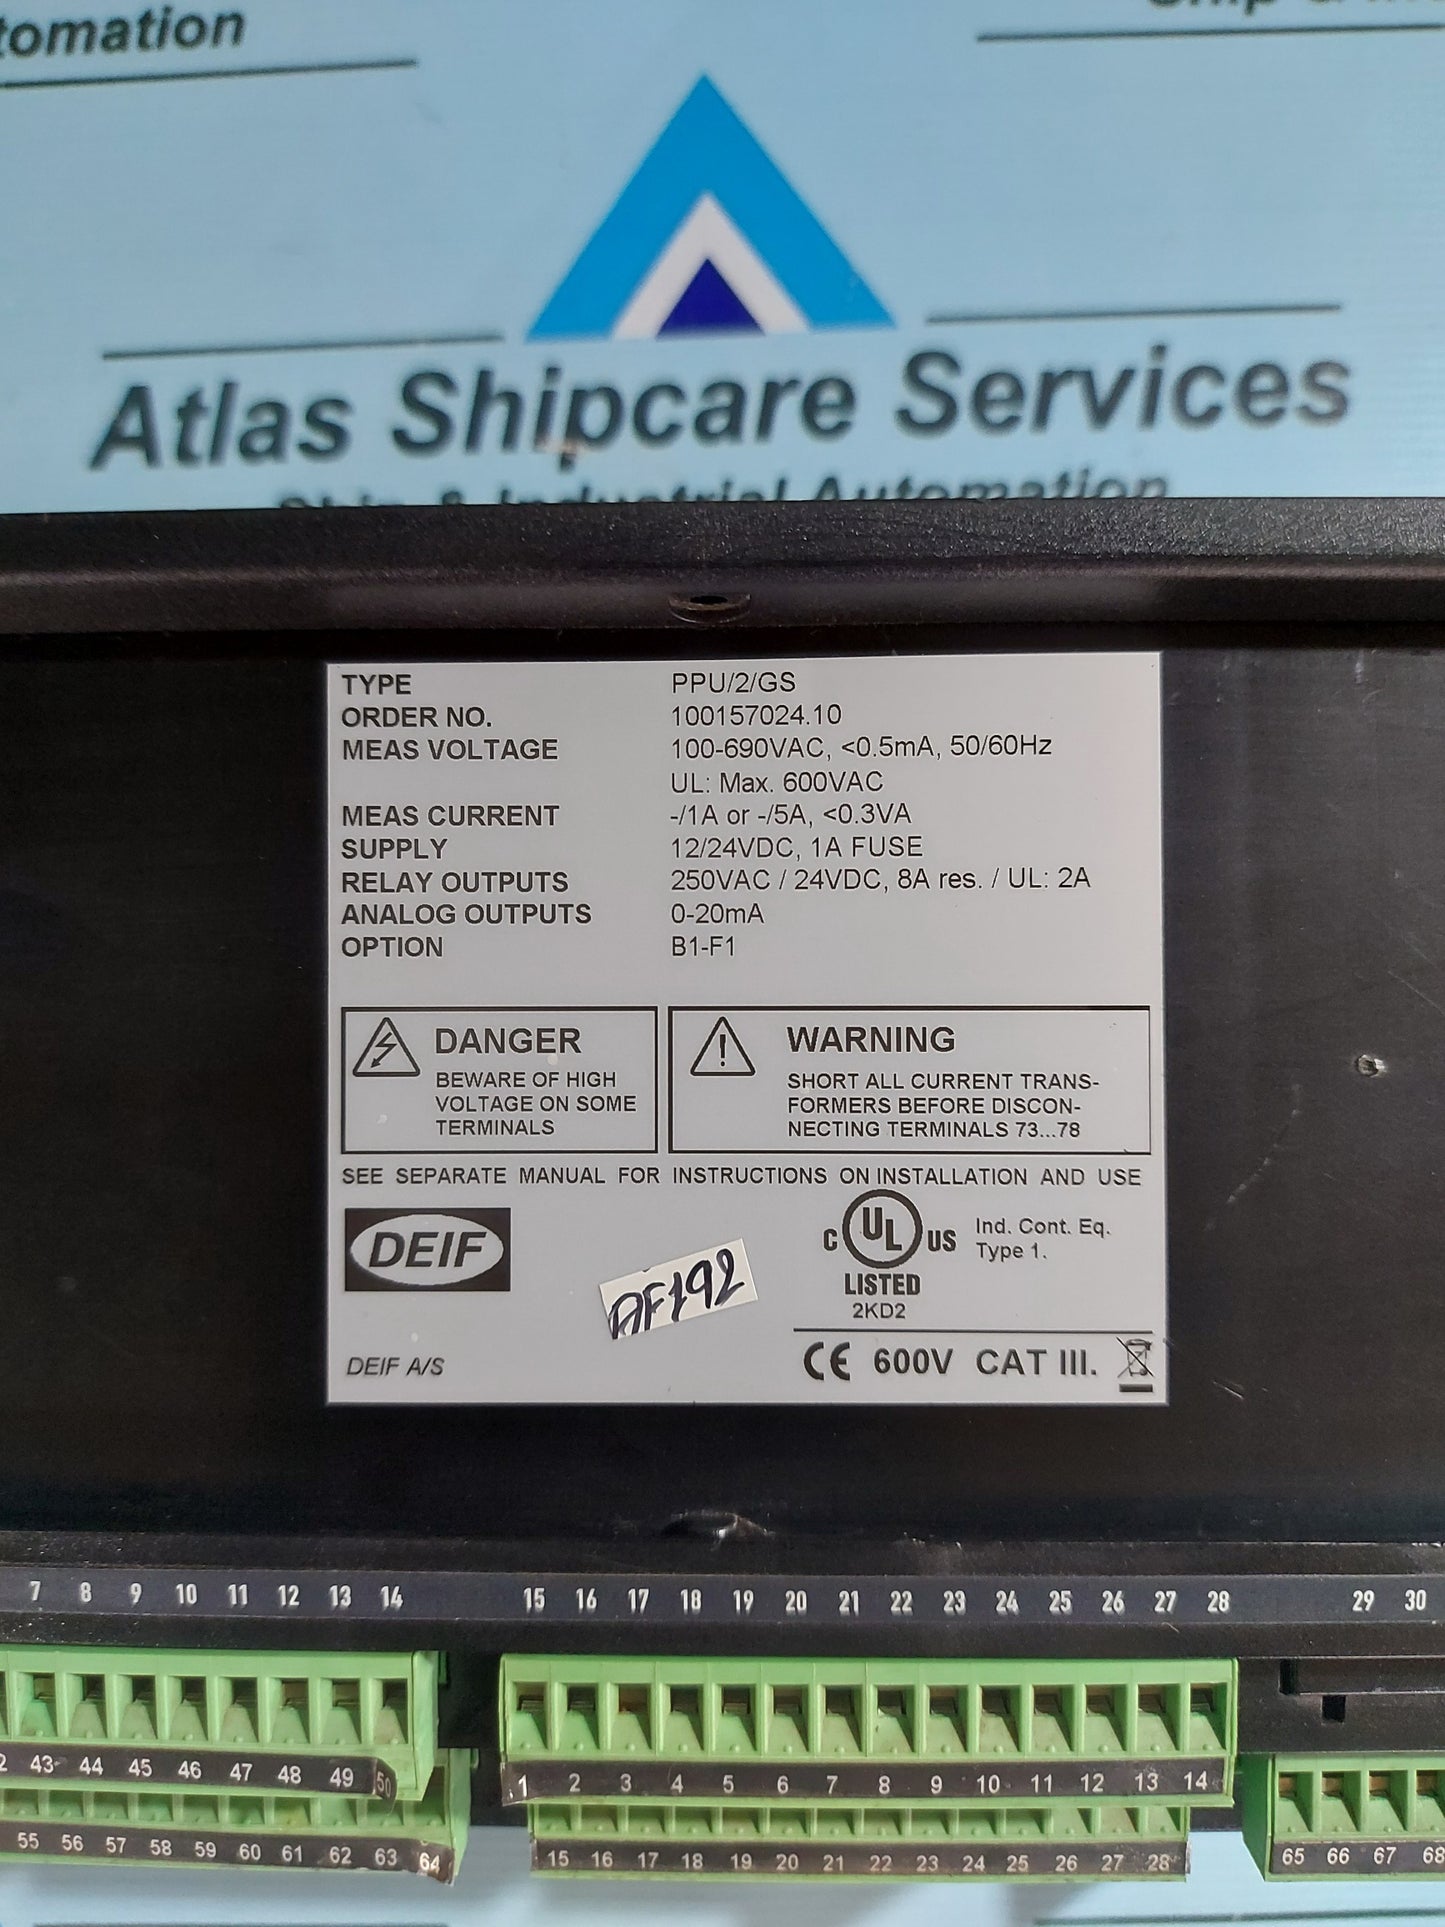 tomation
Atlas Shipcare Services
Ship & Industrial Automation
TYPE PPU/2/GS
ORDER NO. 100157024.10
MEAS VOLTAGE 100-690VAC, <0.5mA, 50/60Hz
UL: Max. 600VAC
MEAS CURRENT -/1A or -/5A, <0.3VA
SUPPLY 12/24VDC, 1A FUSE
RELAY OUTPUTS 250VAC / 24VDC, 8A res. / UL: 2A
ANALOG OUTPUTS 0-20mA
OPTION B1-F1
DANGER
BEWARE OF HIGH
VOLTAGE ON SOME
TERMINALS
WARNING
SHORT ALL CURRENT TRANS-
FORMERS BEFORE DISCON-
NECTING TERMINALS 73...78
SEE SEPARATE MANUAL FOR INSTRUCTIONS ON INSTALLATION AND USE
DEIF
DEIF A/S
AF192
C UL US
LISTED
2KD2
Ind. Cont. Eq.
Type 1.
CE 600V CAT III.
7 8 9 10 11 12 13 14 15 16 17 18 19 20 21 22 23 24 25 26 27 28 29 30
43 44 45 46 47 48 49 50
1 2 3 4 5 6 7 8 9 10 11 12 13 14
55 56 57 58 59 60 61 62 63 64
15 16 17 18 19 20 21 22 23 24 25 26 27 28
65 66 67 68